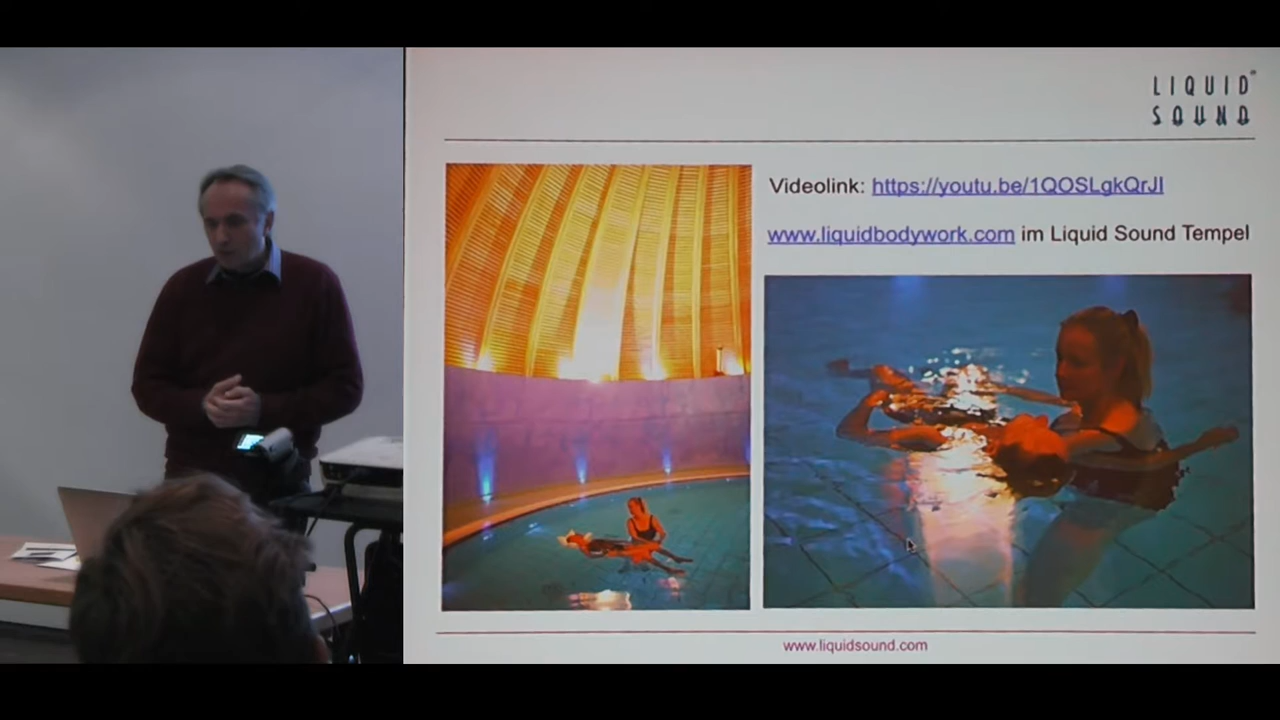 LIQUID®
SOUND
Videolink: https://youtu.be/1QOSLgkQrJI
www.liquidbodywork.com im Liquid Sound Tempel
www.liquidsound.com